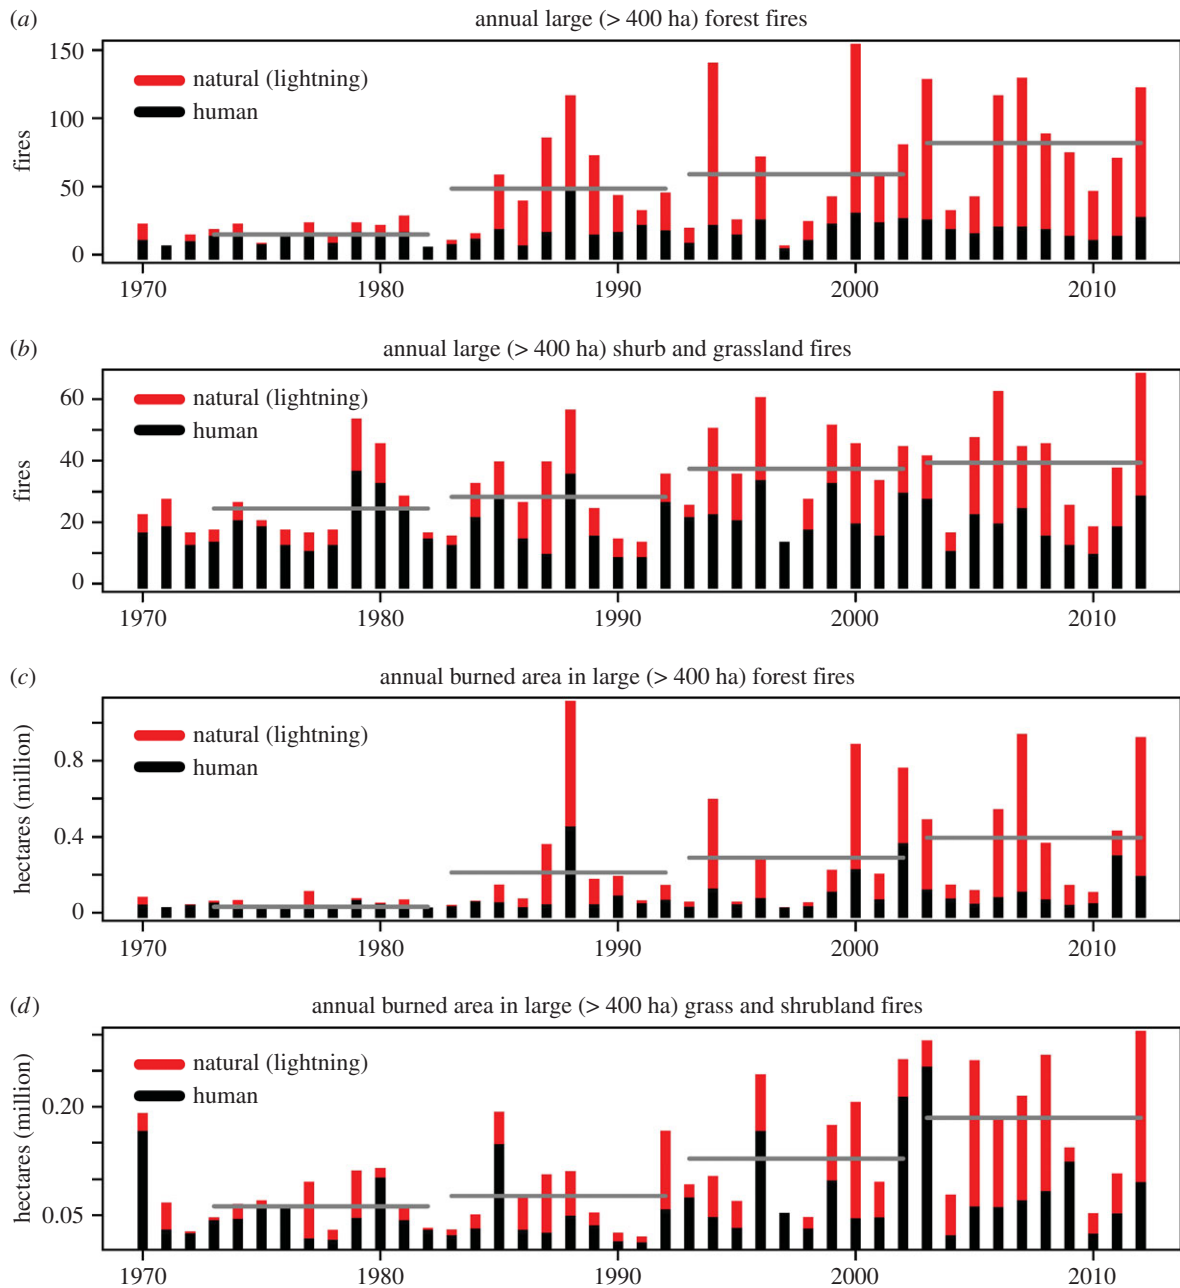 (a) annual large (> 400 ha) forest fires
150
natural (lightning)
human
100
fires
50
0
1970 1980 1990 2000 2010
(b) annual large (> 400 ha) shurb and grassland fires
60
natural (lightning)
human
40
fires
20
0
1970 1980 1990 2000 2010
(c) annual burned area in large (> 400 ha) forest fires
natural (lightning)
0.8
human
hectares (million)
0.4
0
1970 1980 1990 2000 2010
(d) annual burned area in large (> 400 ha) grass and shrubland fires
natural (lightning)
human
0.20
hectares (million)
0.05
1970 1980 1990 2000 2010